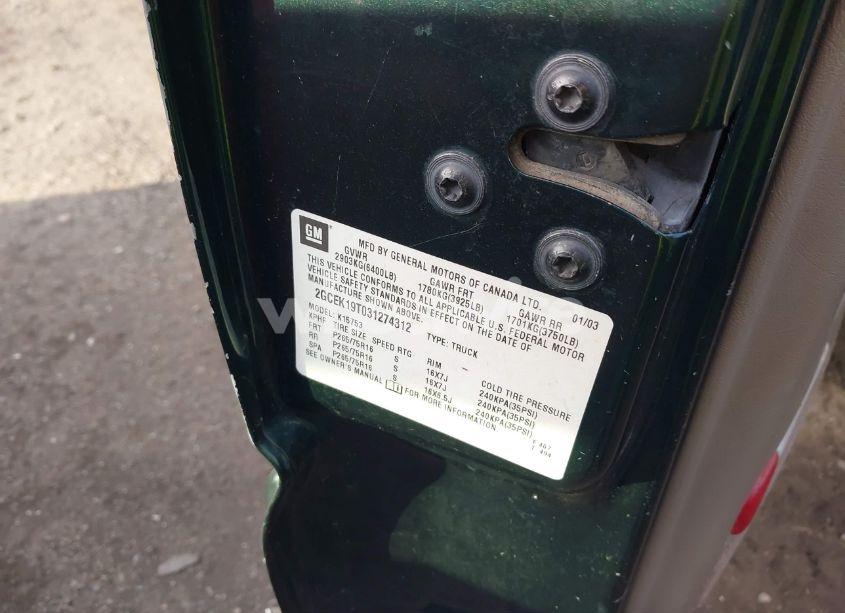 GM
MFD BY GENERAL MOTORS OF CANADA LTD. 01/03
GVWR GAWR FRT GAWR RR
2903KG(6400LB) 1780KG(3925LB) 1701KG(3750LB)
THIS VEHICLE CONFORMS TO ALL APPLICABLE U.S. FEDERAL MOTOR
VEHICLE SAFETY STANDARDS IN EFFECT ON THE DATE OF
MANUFACTURE SHOWN ABOVE.
2GCEK19T031274312 TYPE: TRUCK
MODEL: K15753
KPHF TIRE SIZE SPEED RTG RIM COLD TIRE PRESSURE
FRT P265/75R16 S 16X7J 240KPA(35PSI)
RR P265/75R16 S 16X7J 240KPA(35PSI)
SPA P265/75R16 S 16X6.5J 240KPA(35PSI)
SEE OWNER'S MANUAL FOR MORE INFORMATION.
467
494